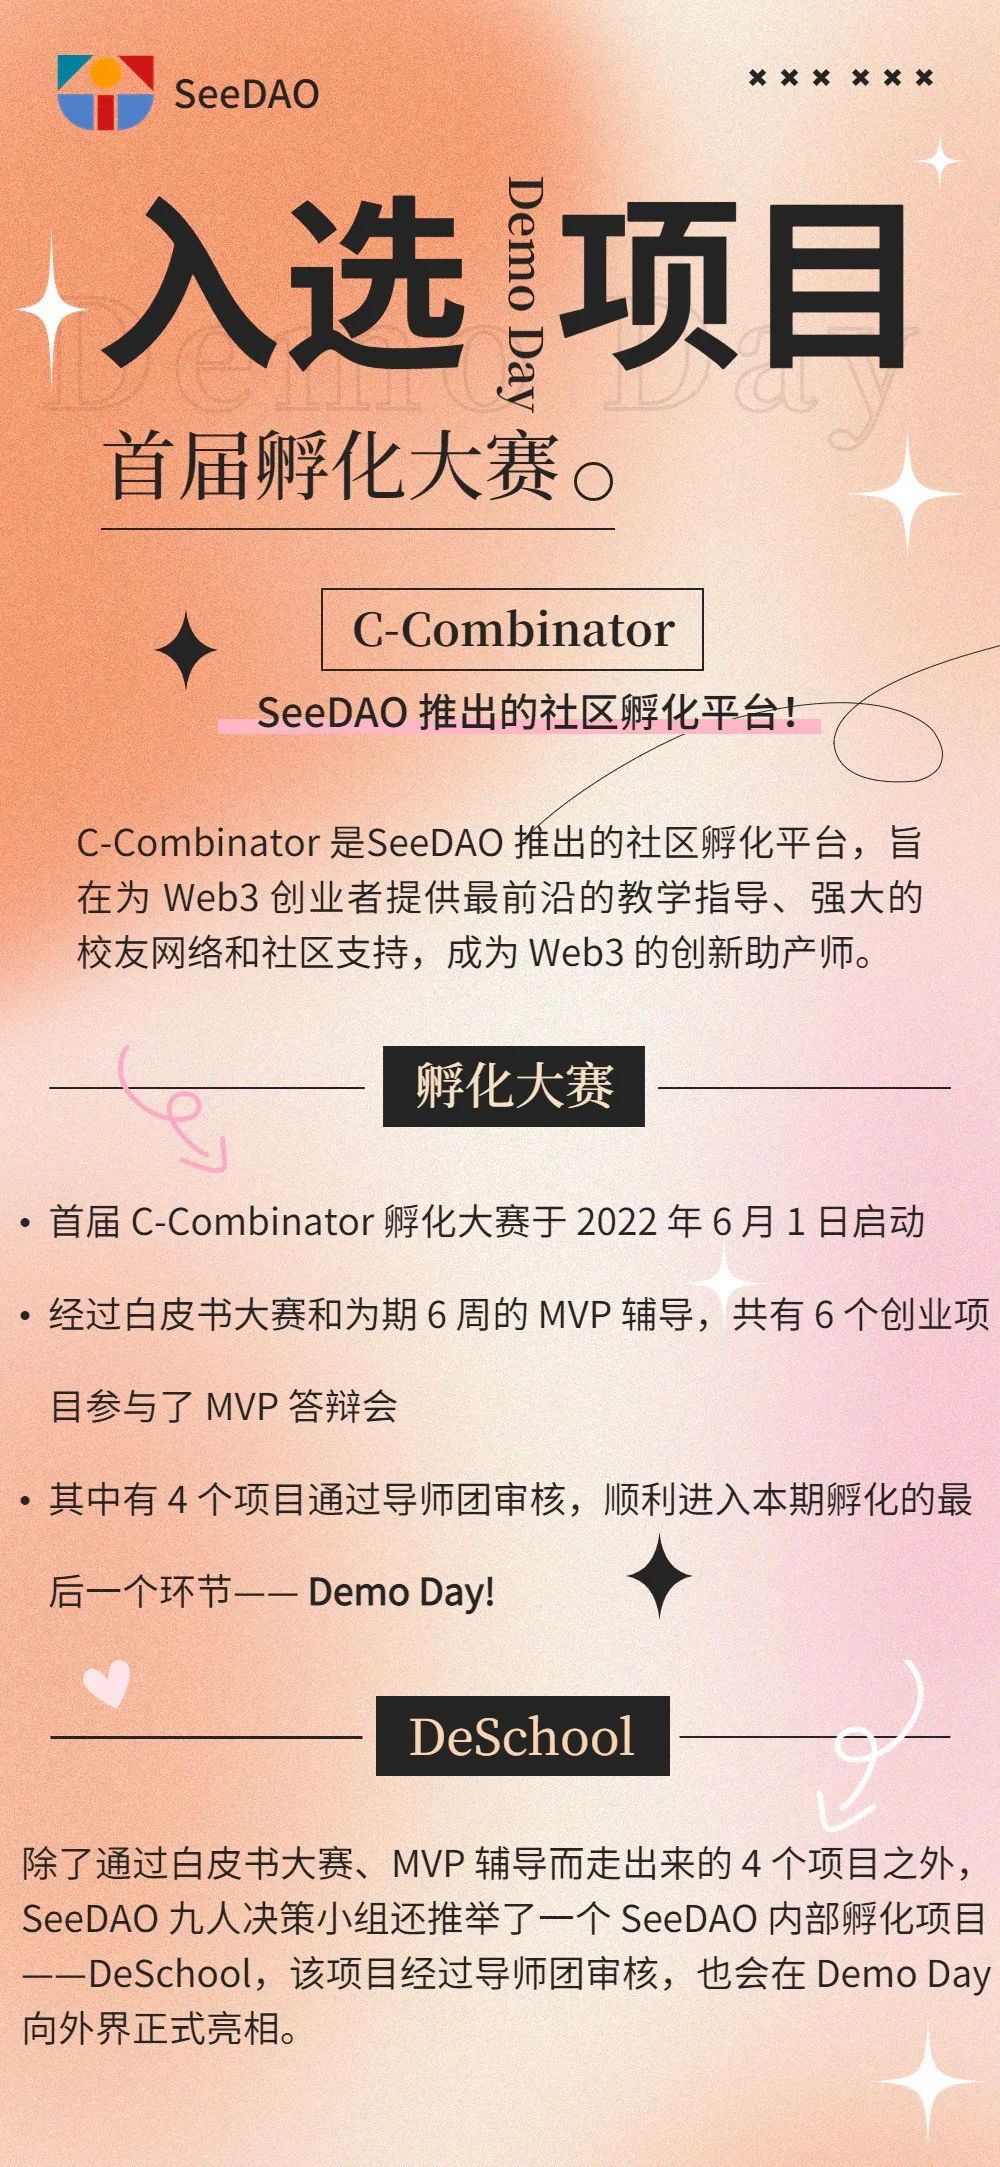 SeeDAO
入选 Demo Day 项目
Demo Day
首届孵化大赛。
C-Combinator
SeeDAO 推出的社区孵化平台！
C-Combinator 是SeeDAO 推出的社区孵化平台，旨
在为 Web3 创业者提供最前沿的教学指导、强大的
校友网络和社区支持，成为 Web3 的创新助产师。
孵化大赛
• 首届 C-Combinator 孵化大赛于 2022 年 6 月 1 日启动
• 经过白皮书大赛和为期 6 周的 MVP 辅导，共有 6 个创业项
目参与了 MVP 答辩会
• 其中有 4 个项目通过导师团审核，顺利进入本期孵化的最
后一个环节—— Demo Day!
DeSchool
除了通过白皮书大赛、MVP 辅导而走出来的 4 个项目之外，
SeeDAO 九人决策小组还推举了一个 SeeDAO 内部孵化项目
——DeSchool，该项目经过导师团审核，也会在 Demo Day
向外界正式亮相。